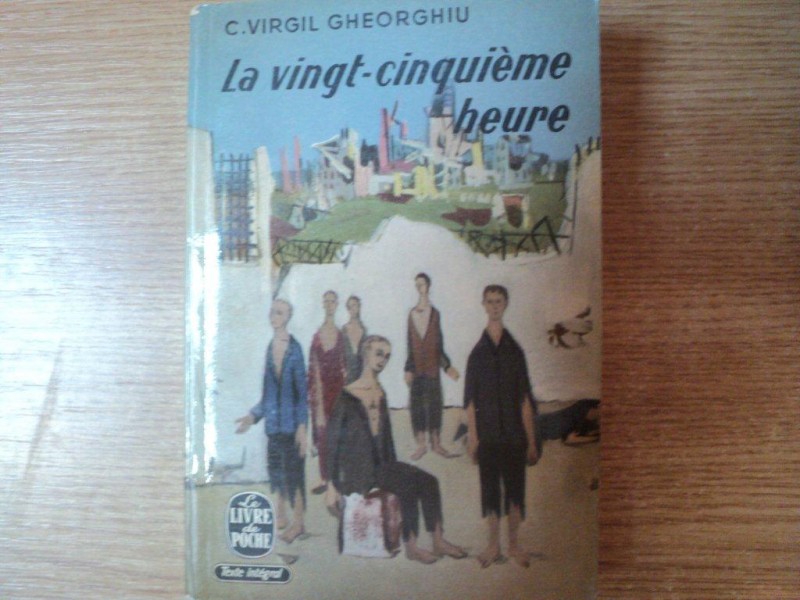 C. VIRGIL GHEORGHIU
La vingt-cinquième
heure
Le
LIVRE
de
POCHE
Texte intégral